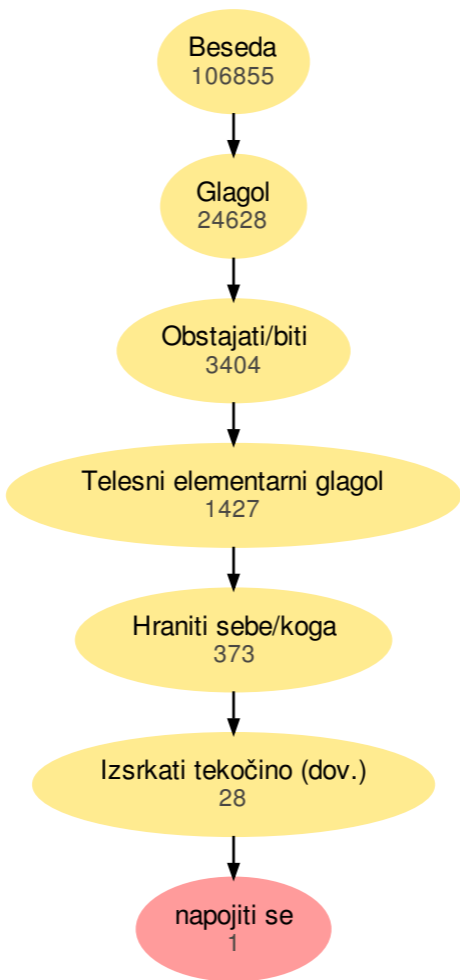 Beseda
106855
Glagol
24628
Obstajati/biti
3404
Telesni elementarni glagol
1427
Hraniti sebe/koga
373
Izsrkati tekočino (dov.)
28
napojiti se
1